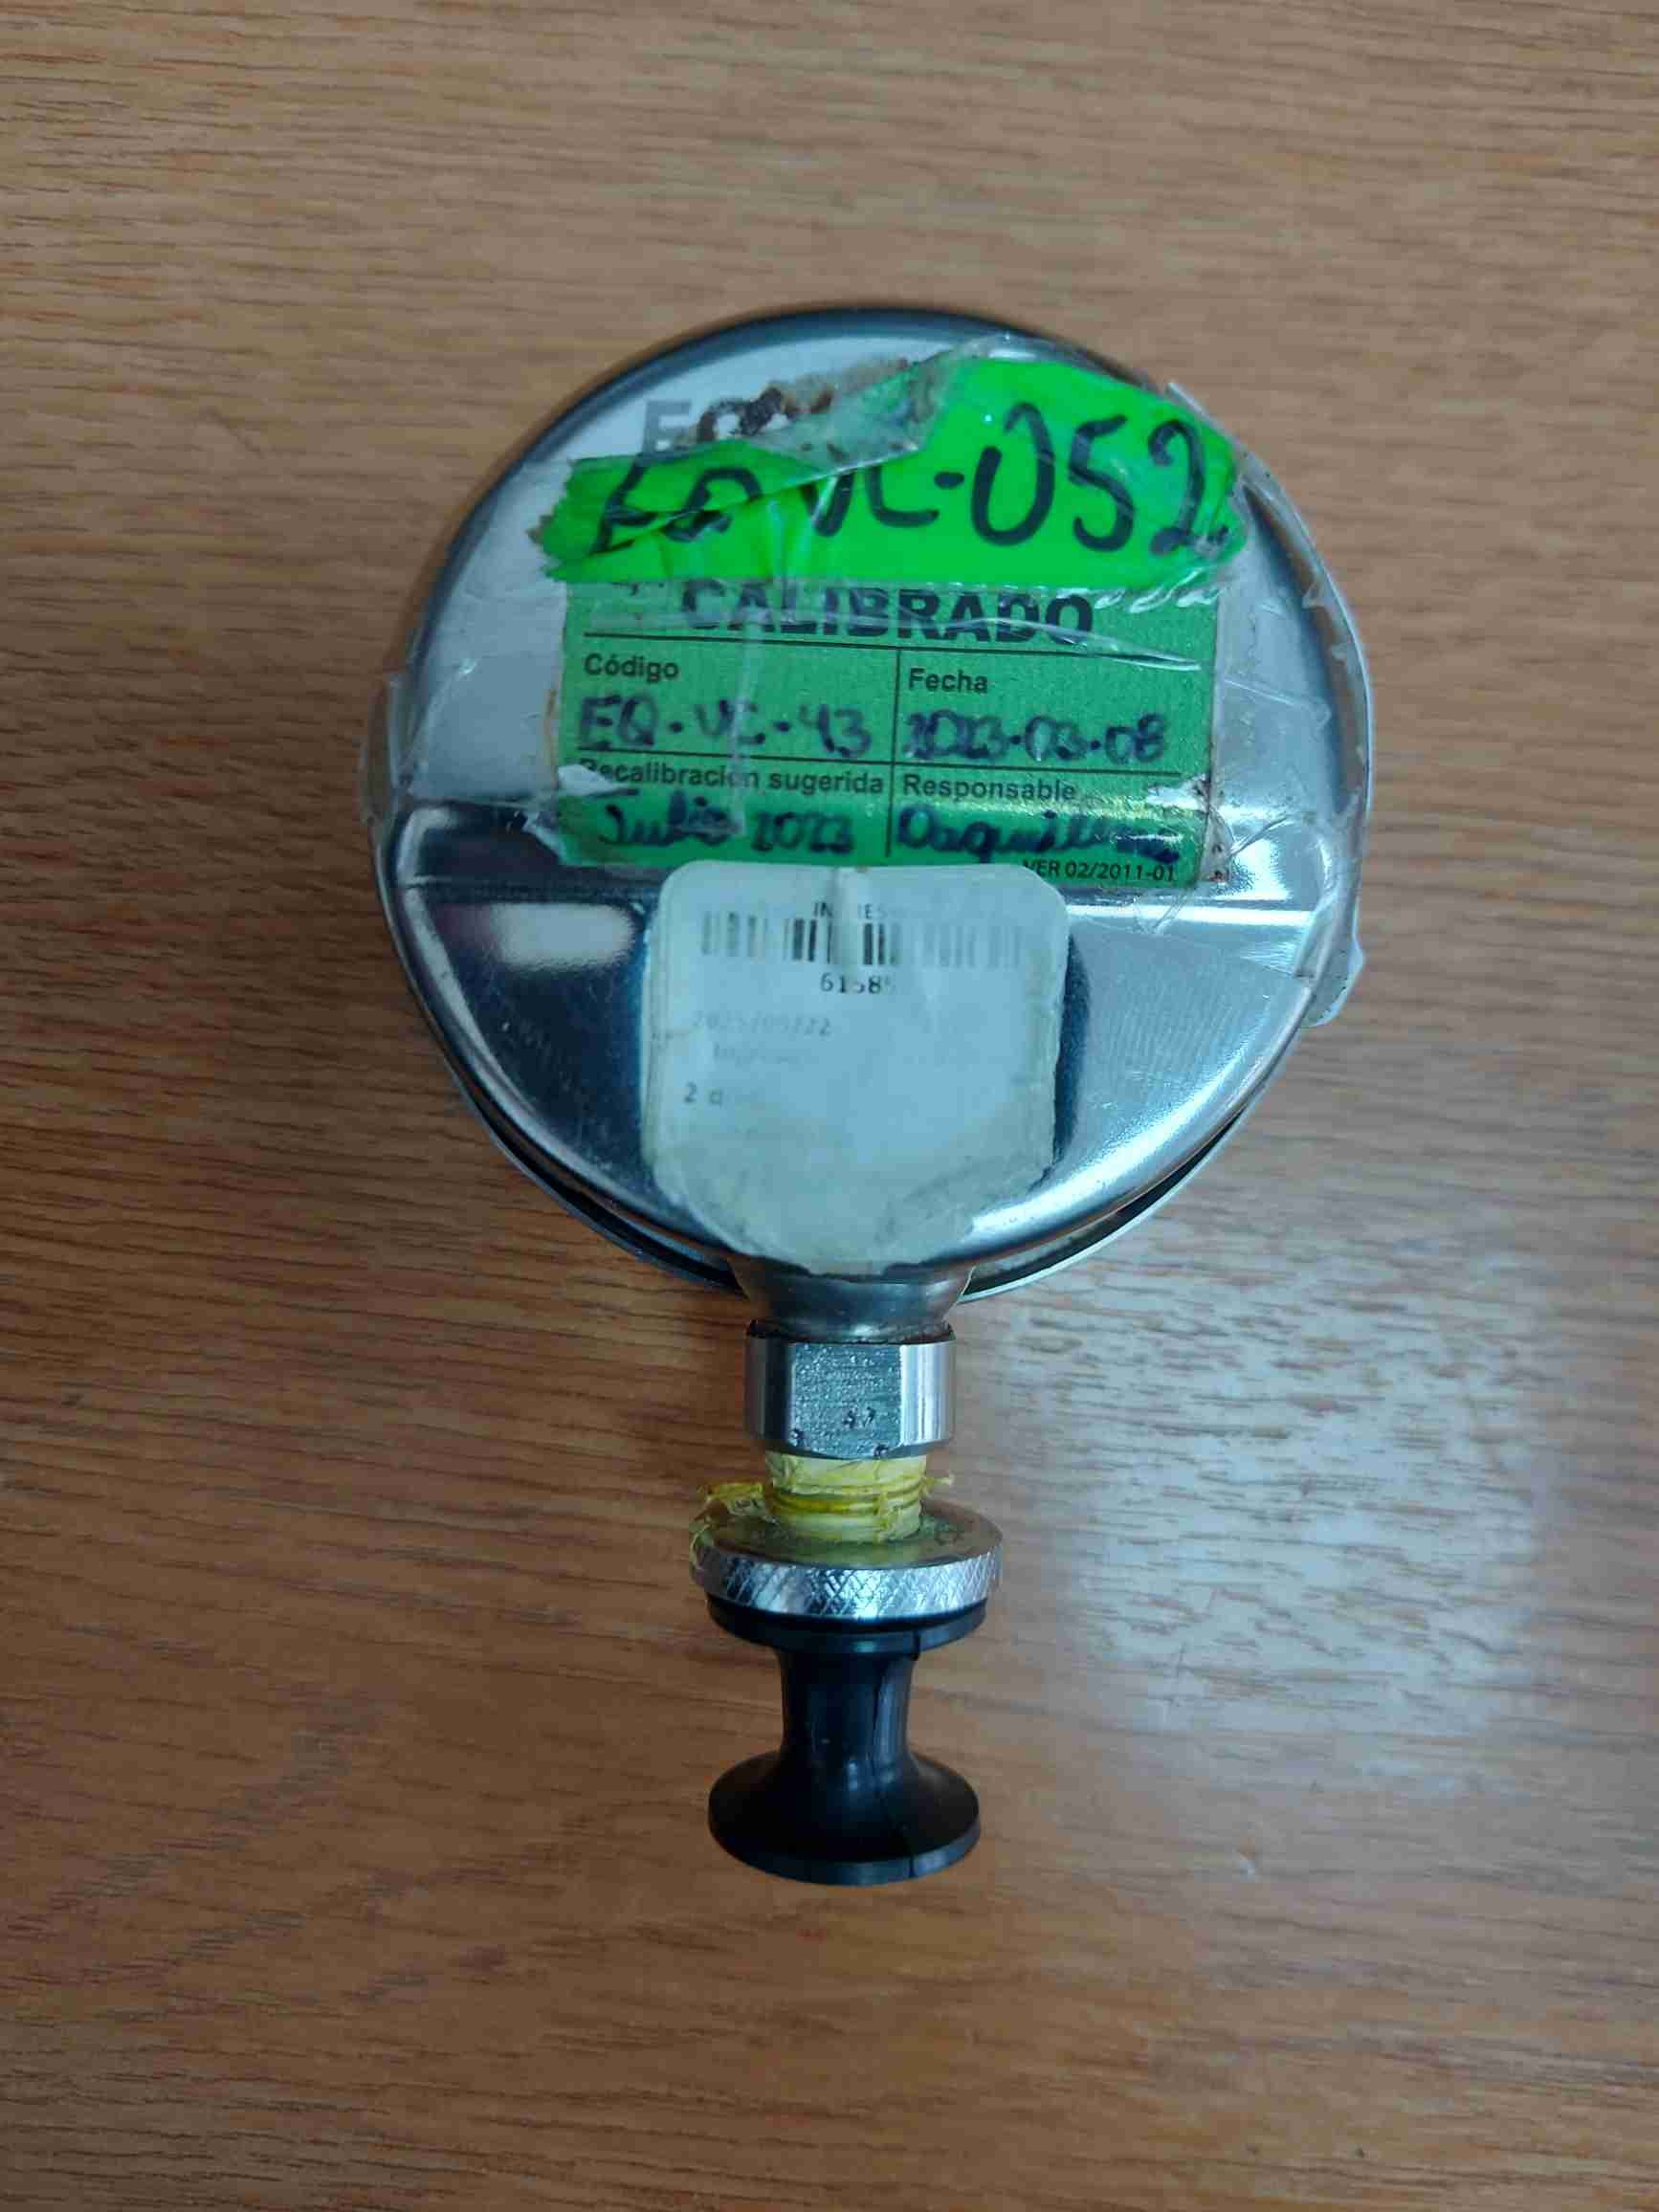 EQ-VC-052
CALIBRADO
Código Fecha
EQ-VC-43 2023-03-08
Recalibración sugerida Responsable
Julio 2023
VER 02/2011-01